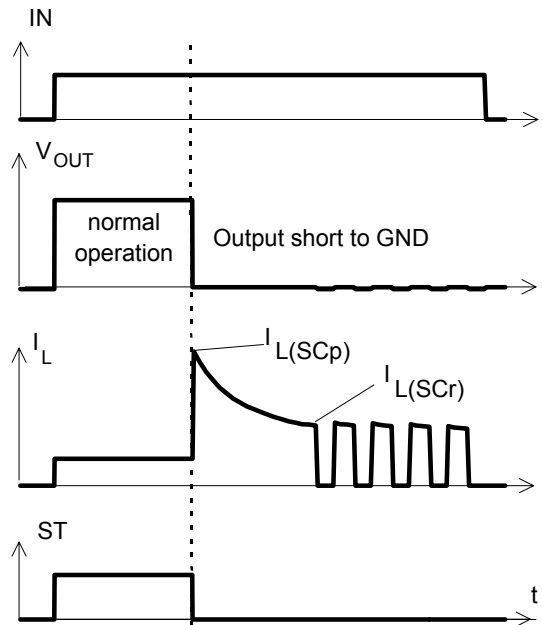 IN
V_OUT
normal
operation
Output short to GND
I_L
I_L(SCp)
I_L(SCr)
ST
t